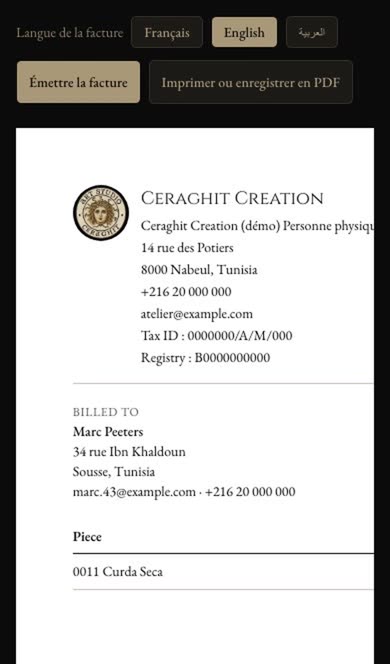 Langue de la facture Français English العربية
Émettre la facture Imprimer ou enregistrer en PDF
ART STUDIO
CERAGHIT
Ceraghit Creation
Ceraghit Creation (démo) Personne physiqu
14 rue des Potiers
8000 Nabeul, Tunisia
+216 20 000 000
atelier@example.com
Tax ID : 0000000/A/M/000
Registry : B0000000000
BILLED TO
Marc Peeters
34 rue Ibn Khaldoun
Sousse, Tunisia
marc.43@example.com · +216 20 000 000
Piece
0011 Curda Seca